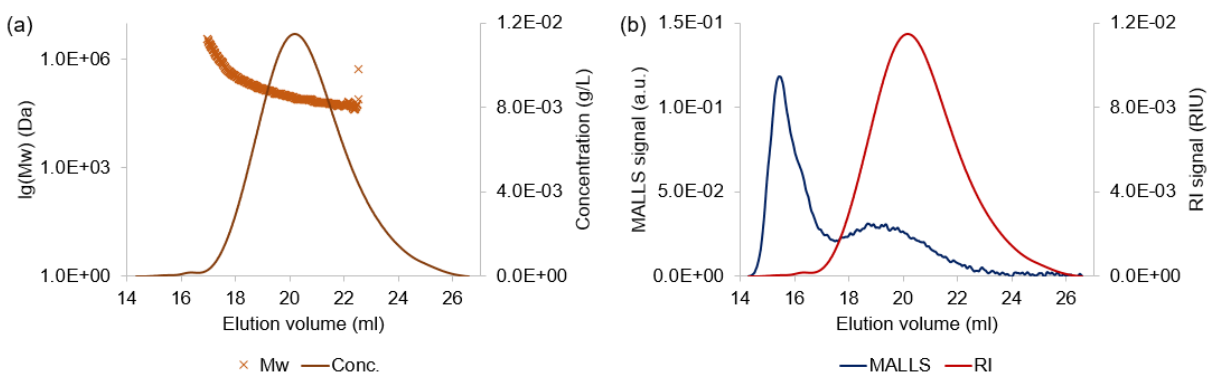 (a)
1.0E+06
1.0E+03
1.0E+00
lg(Mw) (Da)
1.2E-02
8.0E-03
4.0E-03
0.0E+00
Concentration (g/L)
14 16 18 20 22 24 26
Elution volume (ml)
Mw Conc.
(b)
1.5E-01
1.0E-01
5.0E-02
0.0E+00
MALLS signal (a.u.)
1.2E-02
8.0E-03
4.0E-03
0.0E+00
RI signal (RIU)
14 16 18 20 22 24 26
Elution volume (ml)
MALLS RI